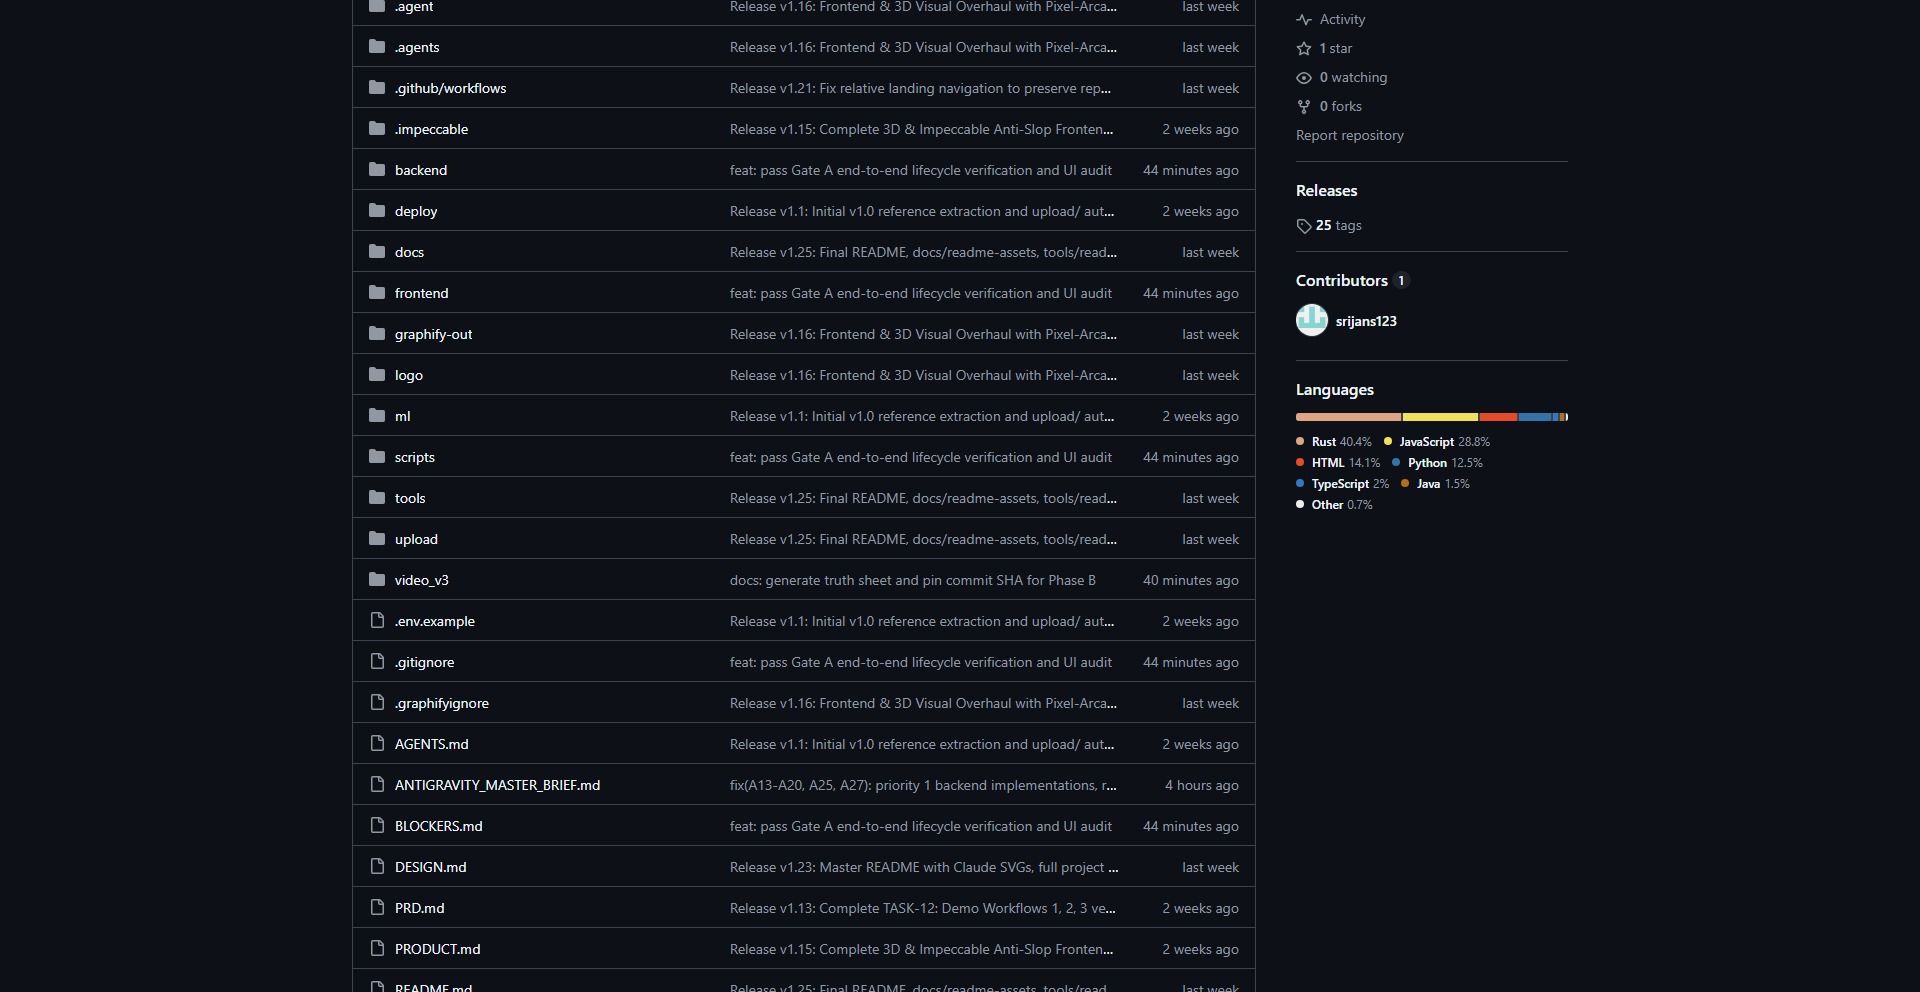 .agent Release v1.16: Frontend & 3D Visual Overhaul with Pixel-Arca... last week
.agents Release v1.16: Frontend & 3D Visual Overhaul with Pixel-Arca... last week
.github/workflows Release v1.21: Fix relative landing navigation to preserve rep... last week
.impeccable Release v1.15: Complete 3D & Impeccable Anti-Slop Fronten... 2 weeks ago
backend feat: pass Gate A end-to-end lifecycle verification and UI audit 44 minutes ago
deploy Release v1.1: Initial v1.0 reference extraction and upload/ aut... 2 weeks ago
docs Release v1.25: Final README, docs/readme-assets, tools/read... last week
frontend feat: pass Gate A end-to-end lifecycle verification and UI audit 44 minutes ago
graphify-out Release v1.16: Frontend & 3D Visual Overhaul with Pixel-Arca... last week
logo Release v1.16: Frontend & 3D Visual Overhaul with Pixel-Arca... last week
ml Release v1.1: Initial v1.0 reference extraction and upload/ aut... 2 weeks ago
scripts feat: pass Gate A end-to-end lifecycle verification and UI audit 44 minutes ago
tools Release v1.25: Final README, docs/readme-assets, tools/read... last week
upload Release v1.25: Final README, docs/readme-assets, tools/read... last week
video_v3 docs: generate truth sheet and pin commit SHA for Phase B 40 minutes ago
.env.example Release v1.1: Initial v1.0 reference extraction and upload/ aut... 2 weeks ago
.gitignore feat: pass Gate A end-to-end lifecycle verification and UI audit 44 minutes ago
.graphifyignore Release v1.16: Frontend & 3D Visual Overhaul with Pixel-Arca... last week
AGENTS.md Release v1.1: Initial v1.0 reference extraction and upload/ aut... 2 weeks ago
ANTIGRAVITY_MASTER_BRIEF.md fix(A13-A20, A25, A27): priority 1 backend implementations, r... 4 hours ago
BLOCKERS.md feat: pass Gate A end-to-end lifecycle verification and UI audit 44 minutes ago
DESIGN.md Release v1.23: Master README with Claude SVGs, full project ... last week
PRD.md Release v1.13: Complete TASK-12: Demo Workflows 1, 2, 3 ve... 2 weeks ago
PRODUCT.md Release v1.15: Complete 3D & Impeccable Anti-Slop Fronten... 2 weeks ago
README.md Release v1.25: Final README, docs/readme-assets, tools/read... last week
Activity
1 star
0 watching
0 forks
Report repository
Releases
25 tags
Contributors 1
srijans123
Languages
Rust 40.4% JavaScript 28.8%
HTML 14.1% Python 12.5%
TypeScript 2% Java 1.5%
Other 0.7%